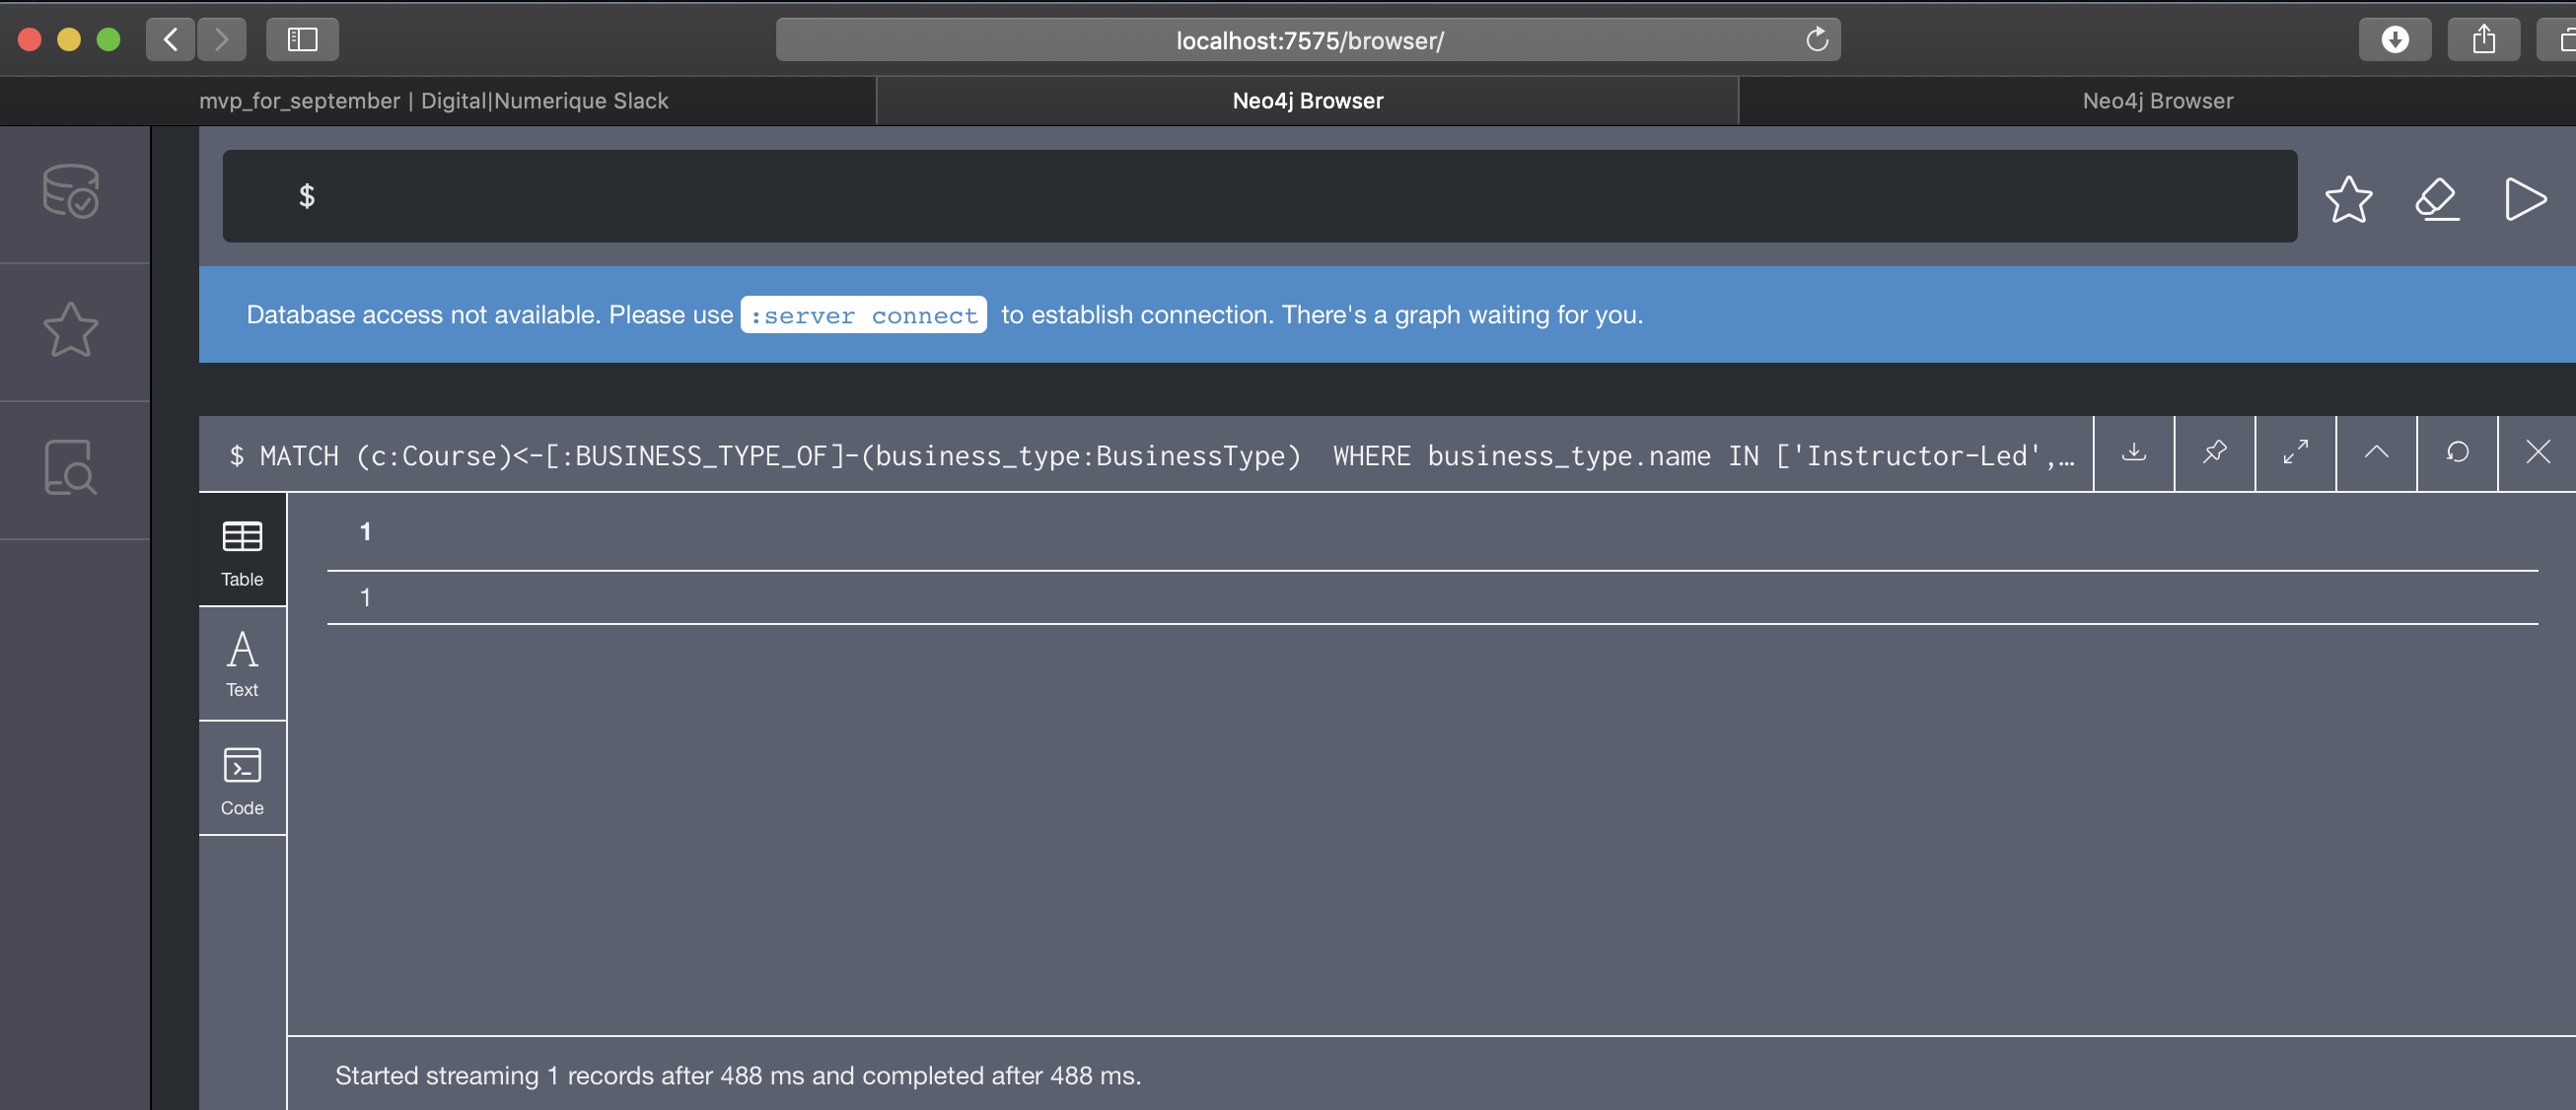 localhost:7575/browser/
mvp_for_september | Digital|Numerique Slack
Neo4j Browser
Neo4j Browser
$
Database access not available. Please use :server connect to establish connection. There's a graph waiting for you.
$ MATCH (c:Course)<-[:BUSINESS_TYPE_OF]-(business_type:BusinessType)  WHERE business_type.name IN ['Instructor-Led',…
Table
Text
Code
1
1
Started streaming 1 records after 488 ms and completed after 488 ms.